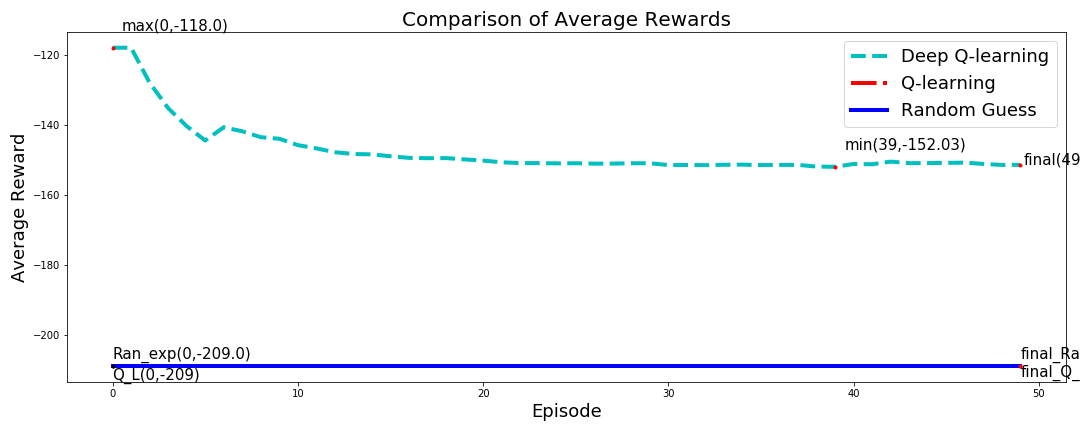 Comparison of Average Rewards
max(0,-118.0)
Deep Q-learning
Q-learning
Random Guess
min(39,-152.03)
final(49
Ran_exp(0,-209.0)
Q_L(0,-209)
final_Ra
final_Q_
Average Reward
−120
−140
−160
−180
−200
0
10
20
30
40
50
Episode